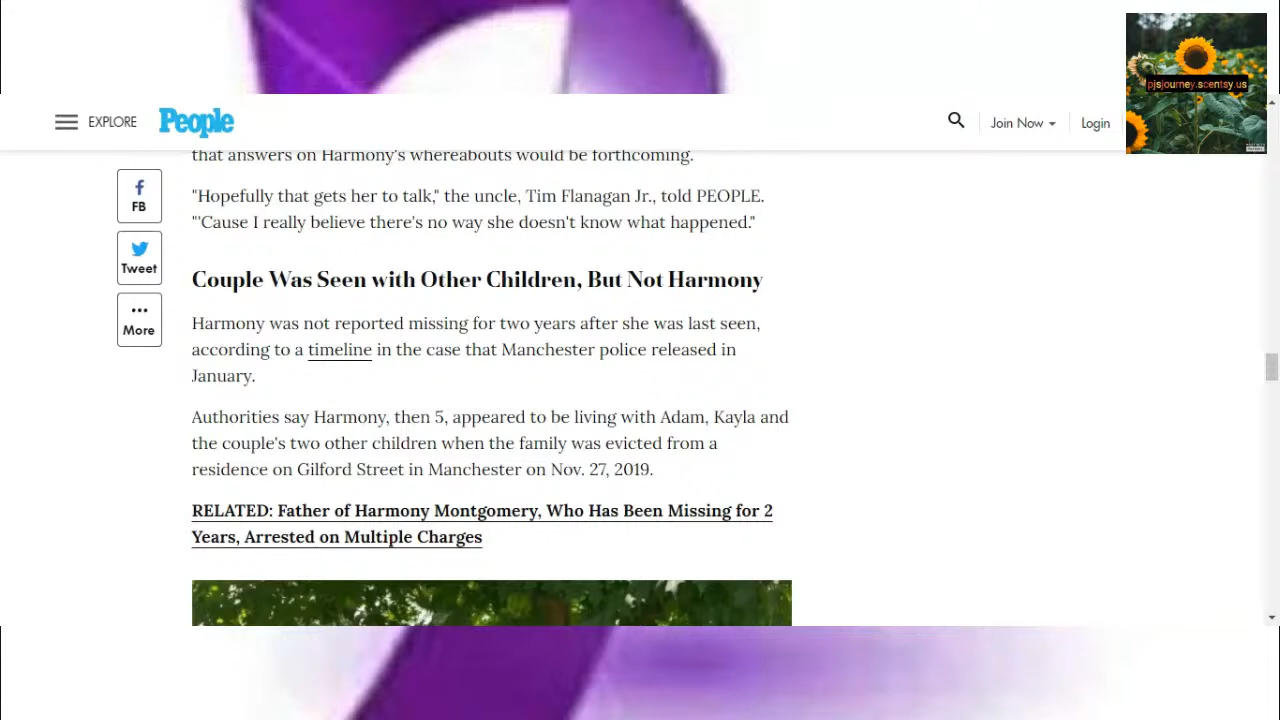 pjsjourney.scentsy.us
EXPLORE
People
Join Now
Login
that answers on Harmony's whereabouts would be forthcoming.
FB
Tweet
More
"Hopefully that gets her to talk," the uncle, Tim Flanagan Jr., told PEOPLE.
"'Cause I really believe there's no way she doesn't know what happened."
Couple Was Seen with Other Children, But Not Harmony
Harmony was not reported missing for two years after she was last seen,
according to a timeline in the case that Manchester police released in
January.
Authorities say Harmony, then 5, appeared to be living with Adam, Kayla and
the couple's two other children when the family was evicted from a
residence on Gilford Street in Manchester on Nov. 27, 2019.
RELATED: Father of Harmony Montgomery, Who Has Been Missing for 2
Years, Arrested on Multiple Charges